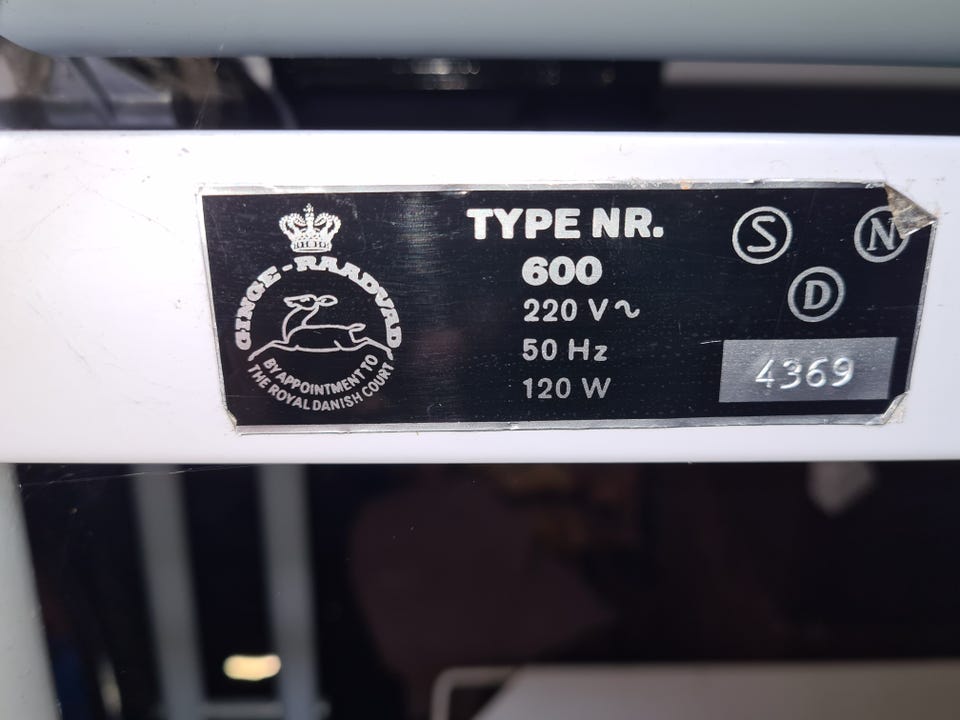 GINGE-RAADVAD
BY APPOINTMENT TO
THE ROYAL DANISH COURT
TYPE NR.
600
220 V~
50 Hz
120 W
S
N
D
4369